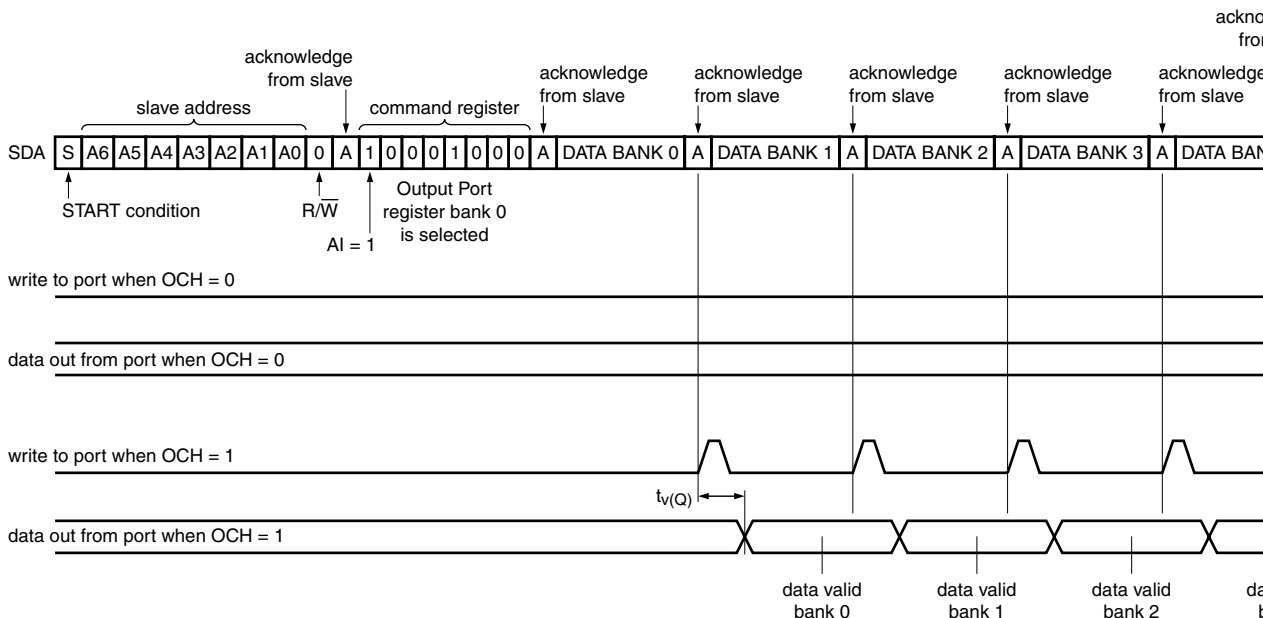 ackno
from
acknowledge
from slave
acknowledge
from slave
acknowledge
from slave
acknowledge
from slave
acknowledge
from slave
acknowledge
from slave
slave address
command register
SDA S A6 A5 A4 A3 A2 A1 A0 0 A 1 0 0 0 1 0 0 0 A DATA BANK 0 A DATA BANK 1 A DATA BANK 2 A DATA BANK 3 A DATA BAN
START condition
R/W̅
AI = 1
Output Port
register bank 0
is selected
write to port when OCH = 0
data out from port when OCH = 0
write to port when OCH = 1
tv(Q)
data out from port when OCH = 1
data valid
bank 0
data valid
bank 1
data valid
bank 2
da
b